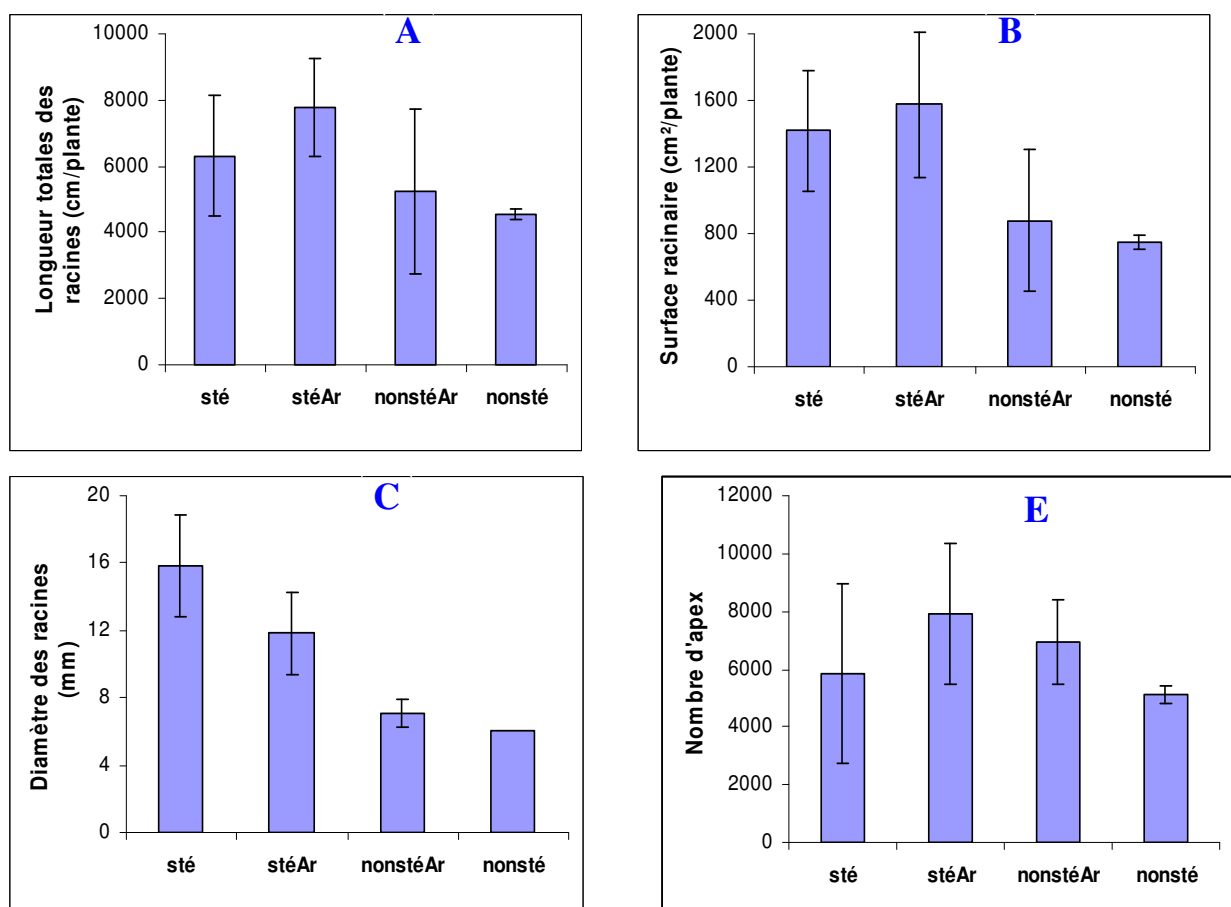 A
Longueur totales des
racines (cm/plante)
10000
8000
6000
4000
2000
0
sté stéAr nonstéAr nonsté
B
Surface racinaire (cm²/plante)
2000
1600
1200
800
400
0
sté stéAr nonstéAr nonsté
C
Diamètre des racines
(mm)
20
16
12
8
4
0
sté stéAr nonstéAr nonsté
E
Nombre d'apex
12000
10000
8000
6000
4000
2000
0
sté stéAr nonstéAr nonsté